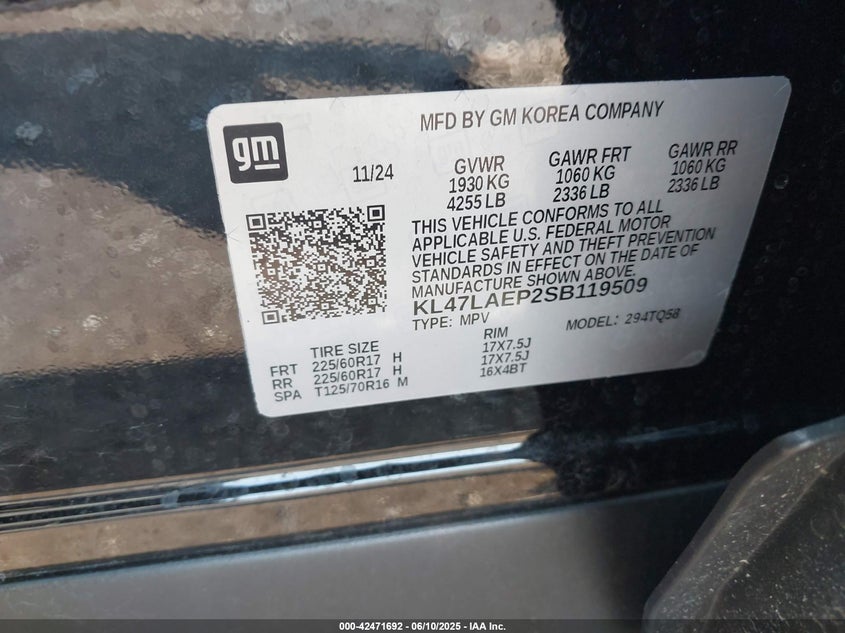 MFD BY GM KOREA COMPANY
gm
11/24
GVWR
1930 KG
4255 LB
GAWR FRT
1060 KG
2336 LB
GAWR RR
1060 KG
2336 LB
THIS VEHICLE CONFORMS TO ALL
APPLICABLE U.S. FEDERAL MOTOR
VEHICLE SAFETY AND THEFT PREVENTION
STANDARDS IN EFFECT ON THE DATE OF
MANUFACTURE SHOWN ABOVE.
KL47LAEP2SB119509
TYPE: MPV
MODEL: 294TQ58
TIRE SIZE RIM
FRT 225/60R17 H 17X7.5J
RR 225/60R17 H 17X7.5J
SPA T125/70R16 M 16X4BT
000-42471692 / 06/10/2025 - IAA Inc.